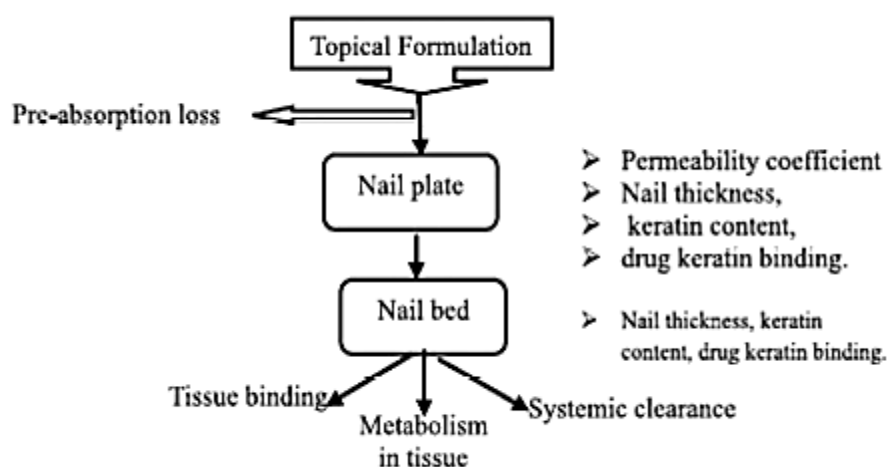 Topical Formulation
Pre-absorption loss
Nail plate
➢ Permeability coefficient
➢ Nail thickness,
➢ keratin content,
➢ drug keratin binding.
Nail bed
➢ Nail thickness, keratin
content, drug keratin binding.
Tissue binding
Metabolism
in tissue
Systemic clearance